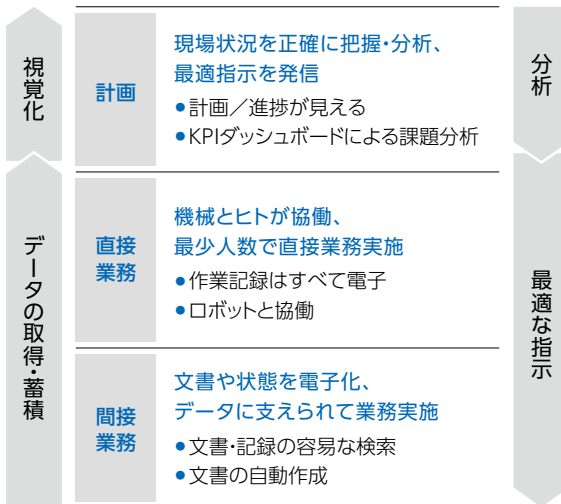 視覚化
データの取得・蓄積
計画
現場状況を正確に把握・分析、
最適指示を発信
●計画／進捗が見える
●KPIダッシュボードによる課題分析
直接
業務
機械とヒトが協働、
最少人数で直接業務実施
●作業記録はすべて電子
●ロボットと協働
間接
業務
文書や状態を電子化、
データに支えられて業務実施
●文書・記録の容易な検索
●文書の自動作成
分析
最適な指示